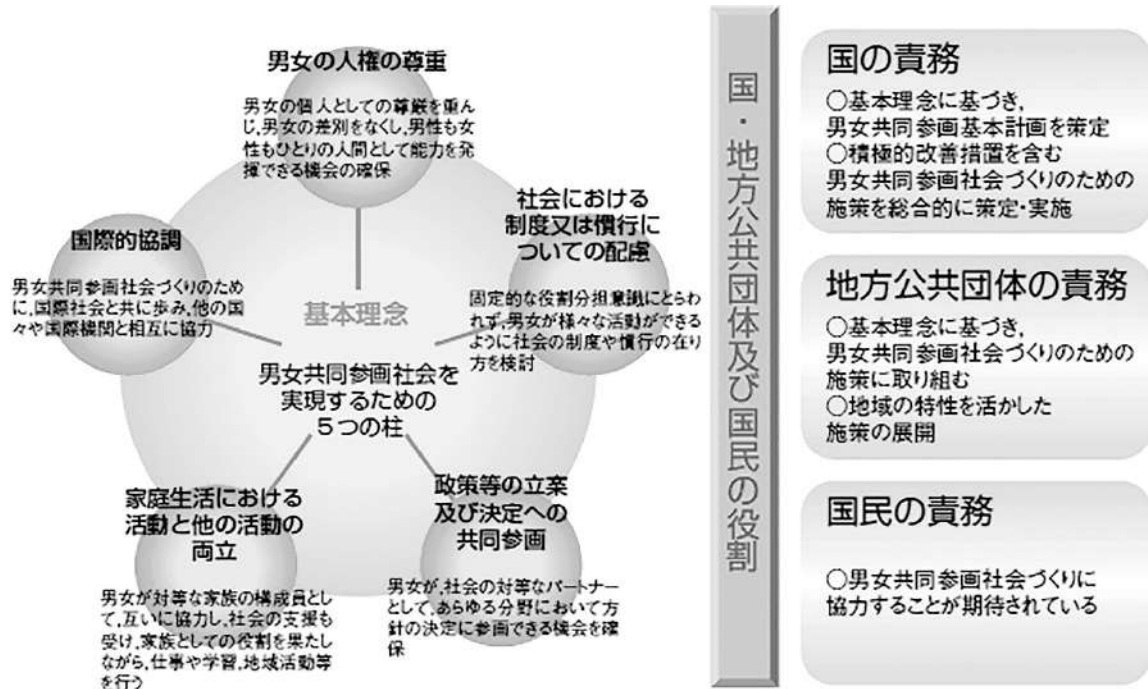 男女の人権の尊重
男女の個人としての尊厳を重ん
じ,男女の差別をなくし,男性も女
性もひとりの人間として能力を発
揮できる機会の確保
社会における
制度又は慣行に
ついての配慮
固定的な役割分担意識にとらわ
れず,男女が様々な活動ができる
ように社会の制度や慣行の在り
方を検討
国際的協調
男女共同参画社会づくりのため
に,国際社会と共に歩み,他の国
々や国際機関と相互に協力
基本理念
男女共同参画社会を
実現するための
5つの柱
家庭生活における
活動と他の活動の
両立
男女が対等な家族の構成員とし
て,互いに協力し,社会の支援も
受け,家族としての役割を果たし
ながら,仕事や学習,地域活動等
を行う
政策等の立案
及び決定への
共同参画
男女が,社会の対等なパートナー
として,あらゆる分野において方
針の決定に参画できる機会を確
保
国・地方公共団体及び国民の役割
国の責務
○基本理念に基づき,
男女共同参画基本計画を策定
○積極的改善措置を含む
男女共同参画社会づくりのための
施策を総合的に策定・実施
地方公共団体の責務
○基本理念に基づき,
男女共同参画社会づくりのための
施策に取り組む
○地域の特性を活かした
施策の展開
国民の責務
○男女共同参画社会づくりに
協力することが期待されている